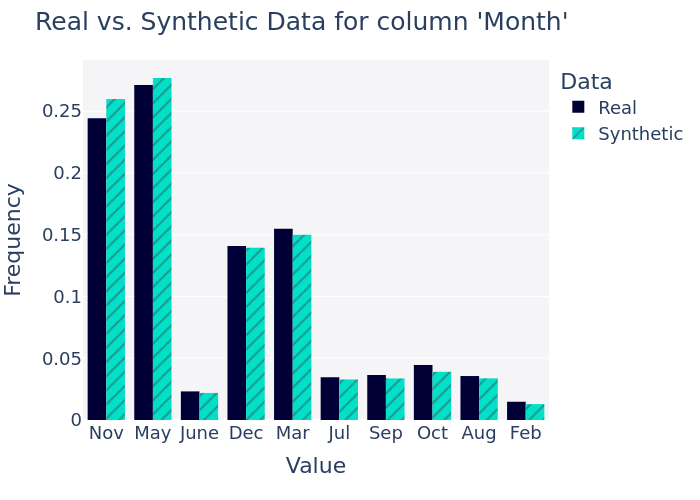 Real vs. Synthetic Data for column 'Month'
Data
Real
Synthetic
Frequency
0.25
0.2
0.15
0.1
0.05
0
Nov May June Dec Mar Jul Sep Oct Aug Feb
Value